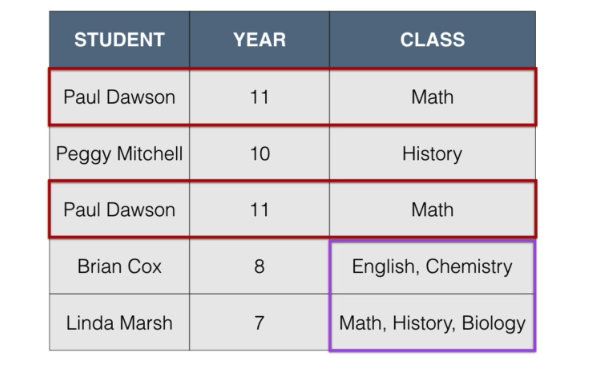 STUDENT YEAR CLASS
Paul Dawson 11 Math
Peggy Mitchell 10 History
Paul Dawson 11 Math
Brian Cox 8 English, Chemistry
Linda Marsh 7 Math, History, Biology